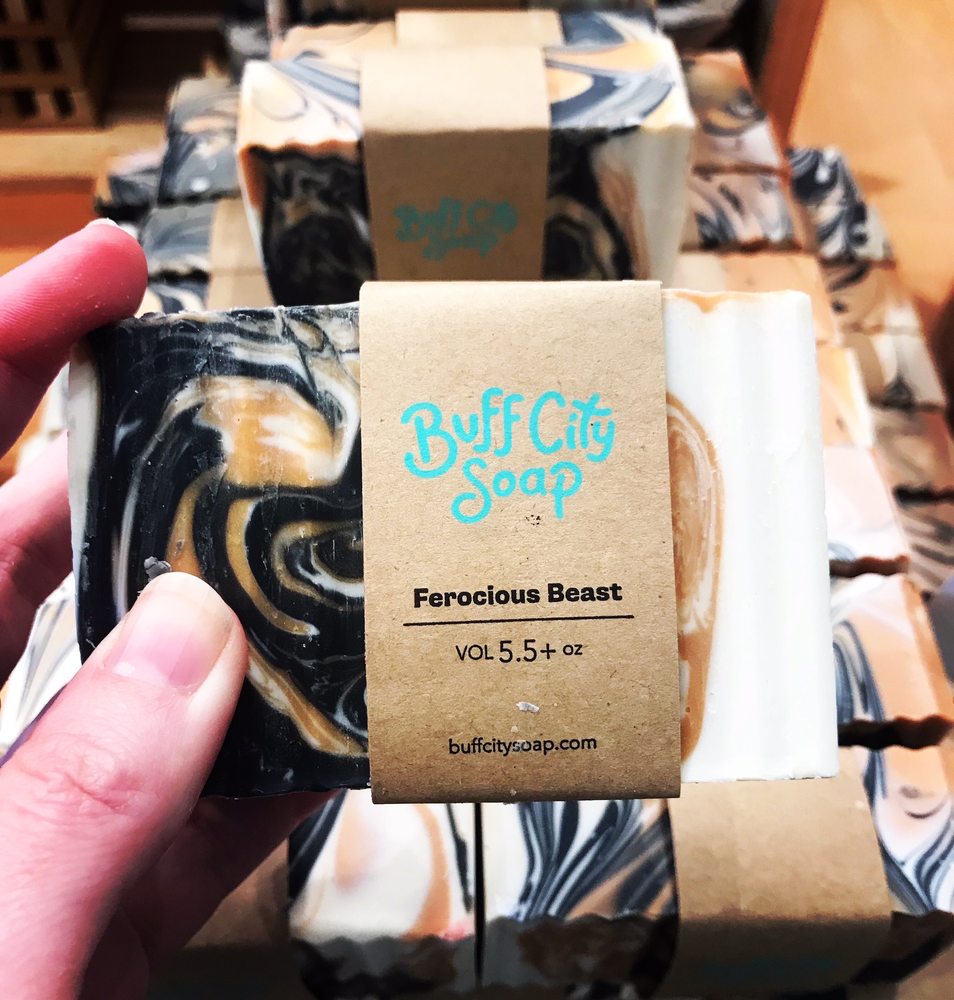 Buff City
Soap
Buff City
Soap
Ferocious Beast
VOL 5.5+ oz
buffcitysoap.com